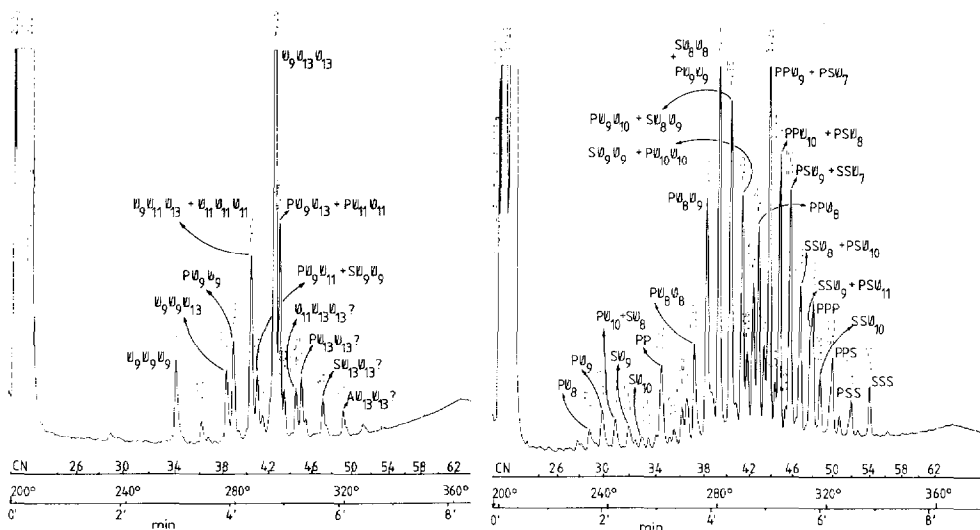 Ø₉Ø₁₃Ø₁₃
Ø₉Ø₁₁Ø₁₃ + Ø₁₁Ø₁₁Ø₁₁
PØ₉Ø₁₃ + PØ₁₁Ø₁₁
PØ₉Ø₉
PØ₉Ø₁₁ + SØ₉Ø₉
Ø₉Ø₉Ø₁₃
Ø₁₁Ø₁₃Ø₁₃?
PØ₁₃Ø₁₃?
Ø₉Ø₉Ø₉
SØ₁₃Ø₁₃?
AØ₁₃Ø₁₃?
CN 26 30 34 38 42 46 50 54 58 62
200° 240° 280° 320° 360°
0' 2' 4' 6' 8'
min
SØ₈Ø₈
+
PØ₉Ø₉
PPØ₉ + PSØ₇
PØ₉Ø₁₀ + SØ₈Ø₉
SØ₉Ø₉ + PØ₁₀Ø₁₀
PPØ₁₀ + PSØ₈
PSØ₉ + SSØ₇
PØ₈Ø₉
PPØ₈
SSØ₈ + PSØ₁₀
PØ₈Ø₈
SSØ₉ + PSØ₁₁
PPP
PØ₁₀+SØ₈
SSØ₁₀
PP
PØ₉
SØ₉
PPS
PØ₈
SØ₁₀
PSS
SSS
CN 26 30 34 38 42 46 50 54 58 62
200° 240° 280° 320° 360°
0' 2' 4' 6' 8'
min